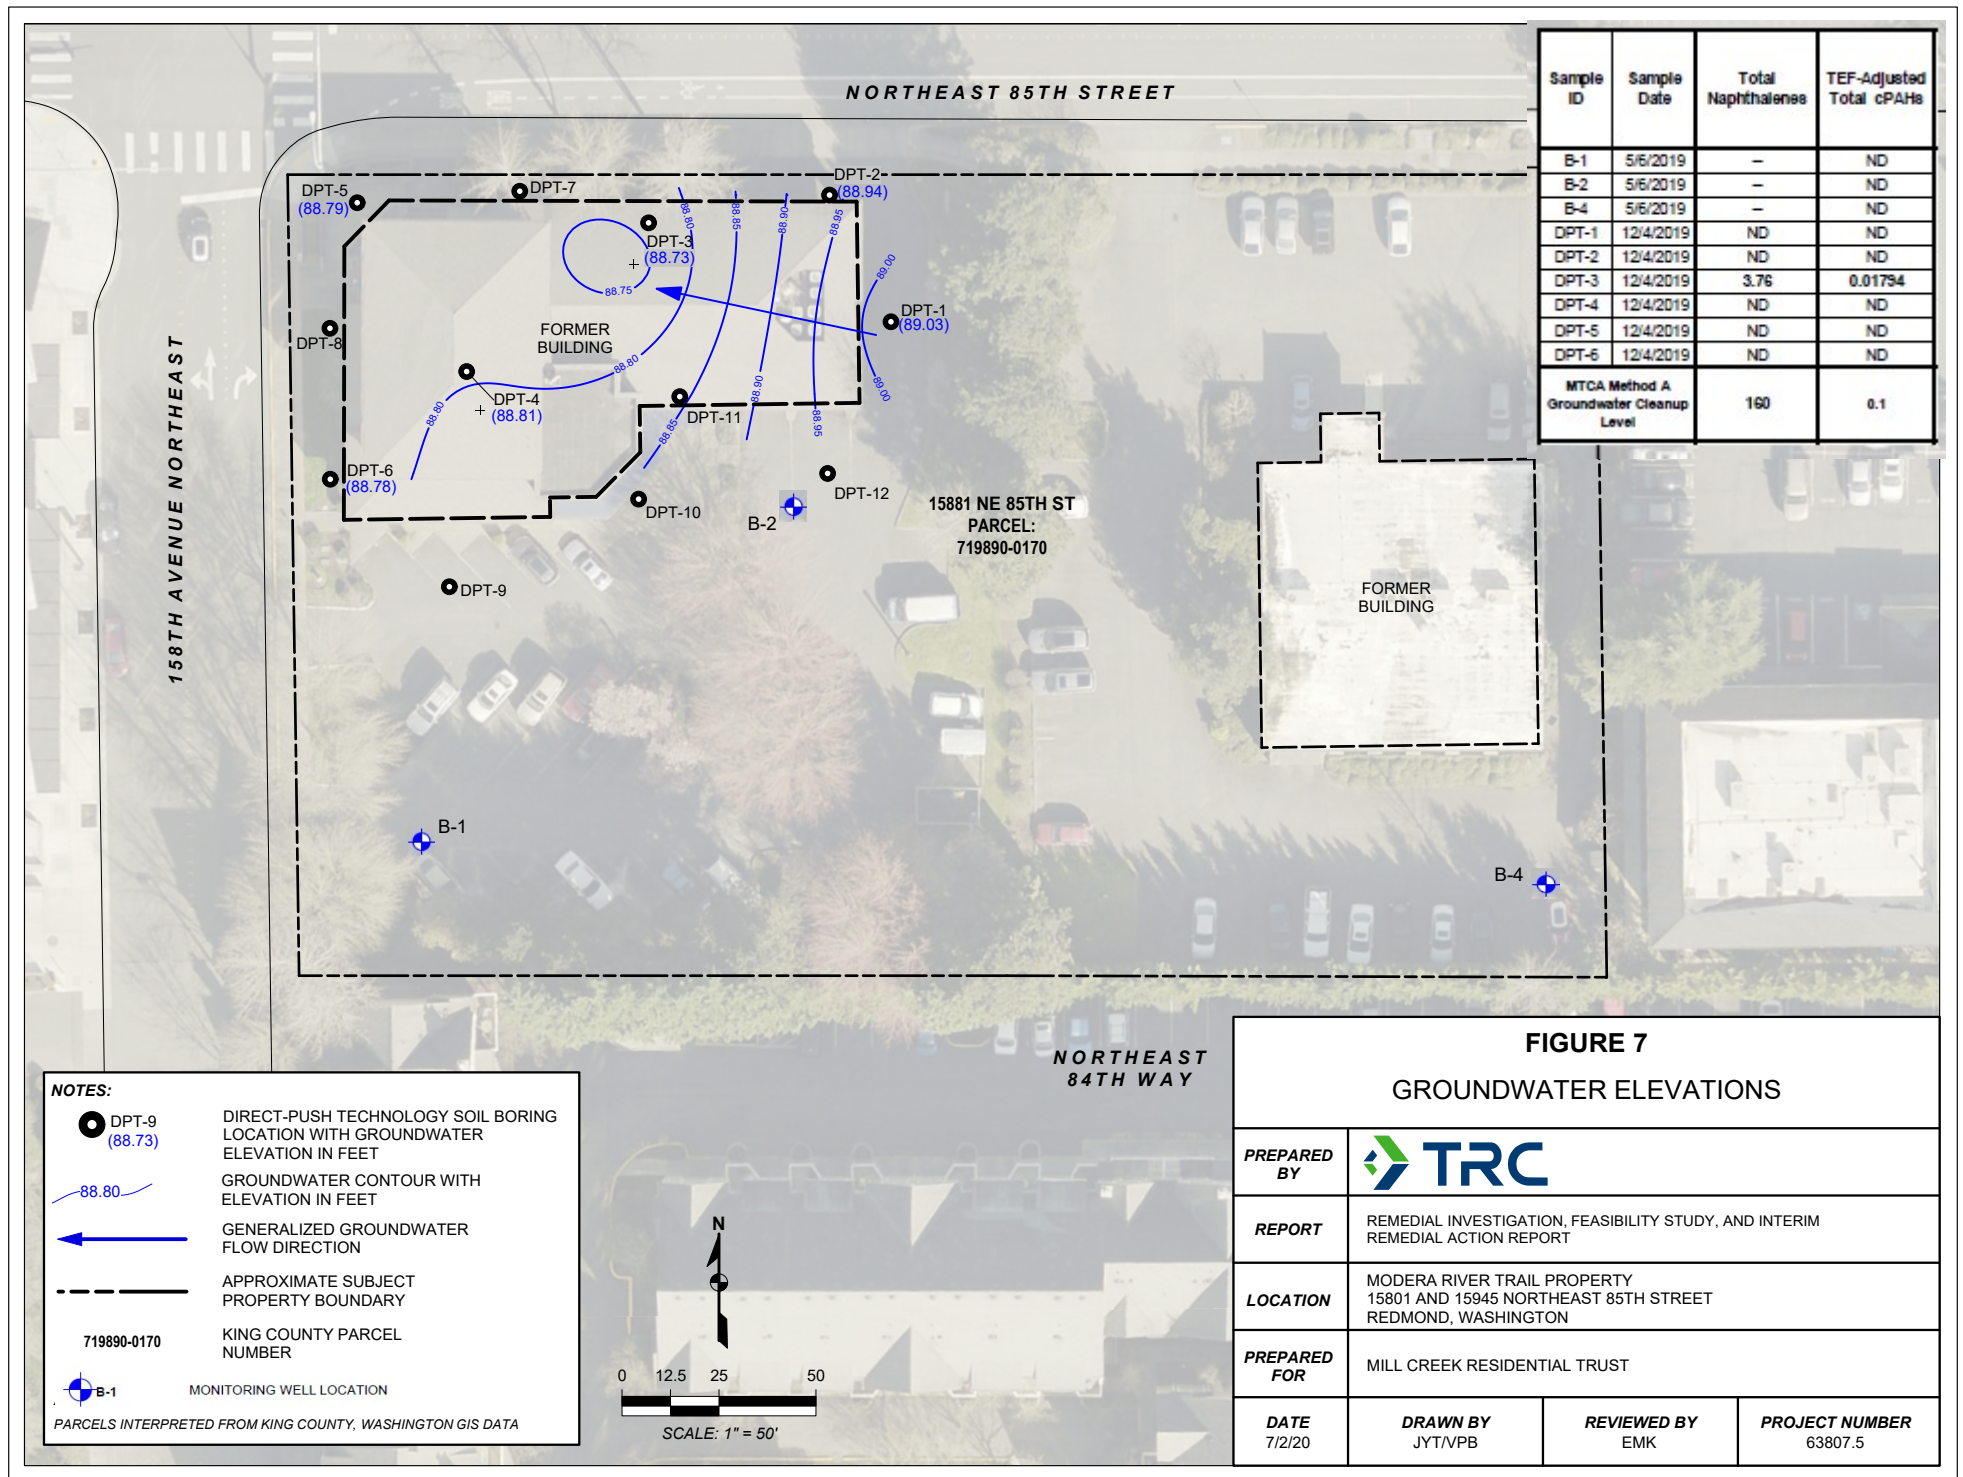 NORTHEAST 85TH STREET
Sample ID
Sample Date
Total Naphthalenes
TEF-Adjusted Total cPAHs
B-1 5/6/2019 – ND
B-2 5/6/2019 – ND
B-4 5/6/2019 – ND
DPT-1 12/4/2019 ND ND
DPT-2 12/4/2019 ND ND
DPT-3 12/4/2019 3.76 0.01794
DPT-4 12/4/2019 ND ND
DPT-5 12/4/2019 ND ND
DPT-6 12/4/2019 ND ND
MTCA Method A Groundwater Cleanup Level 160 0.1
DPT-5
(88.79)
DPT-7
DPT-2
(88.94)
DPT-3
(88.73)
88.80
88.85
88.90
88.95
89.00
88.75
DPT-1
(89.03)
DPT-8
FORMER
BUILDING
88.80
88.90
89.00
88.80
DPT-4
(88.81)
DPT-11
88.85
88.95
DPT-6
(88.78)
DPT-10
DPT-12
B-2
DPT-9
15881 NE 85TH ST
PARCEL:
719890-0170
FORMER
BUILDING
158TH AVENUE NORTHEAST
B-1
B-4
NORTHEAST
84TH WAY
NOTES:
DPT-9
(88.73)
DIRECT-PUSH TECHNOLOGY SOIL BORING
LOCATION WITH GROUNDWATER
ELEVATION IN FEET
88.80
GROUNDWATER CONTOUR WITH
ELEVATION IN FEET
GENERALIZED GROUNDWATER
FLOW DIRECTION
APPROXIMATE SUBJECT
PROPERTY BOUNDARY
719890-0170
KING COUNTY PARCEL
NUMBER
B-1
MONITORING WELL LOCATION
PARCELS INTERPRETED FROM KING COUNTY, WASHINGTON GIS DATA
N
0 12.5 25 50
SCALE: 1" = 50'
FIGURE 7
GROUNDWATER ELEVATIONS
PREPARED
BY
TRC
REPORT
REMEDIAL INVESTIGATION, FEASIBILITY STUDY, AND INTERIM
REMEDIAL ACTION REPORT
LOCATION
MODERA RIVER TRAIL PROPERTY
15801 AND 15945 NORTHEAST 85TH STREET
REDMOND, WASHINGTON
PREPARED
FOR
MILL CREEK RESIDENTIAL TRUST
DATE
7/2/20
DRAWN BY
JYT/VPB
REVIEWED BY
EMK
PROJECT NUMBER
63807.5